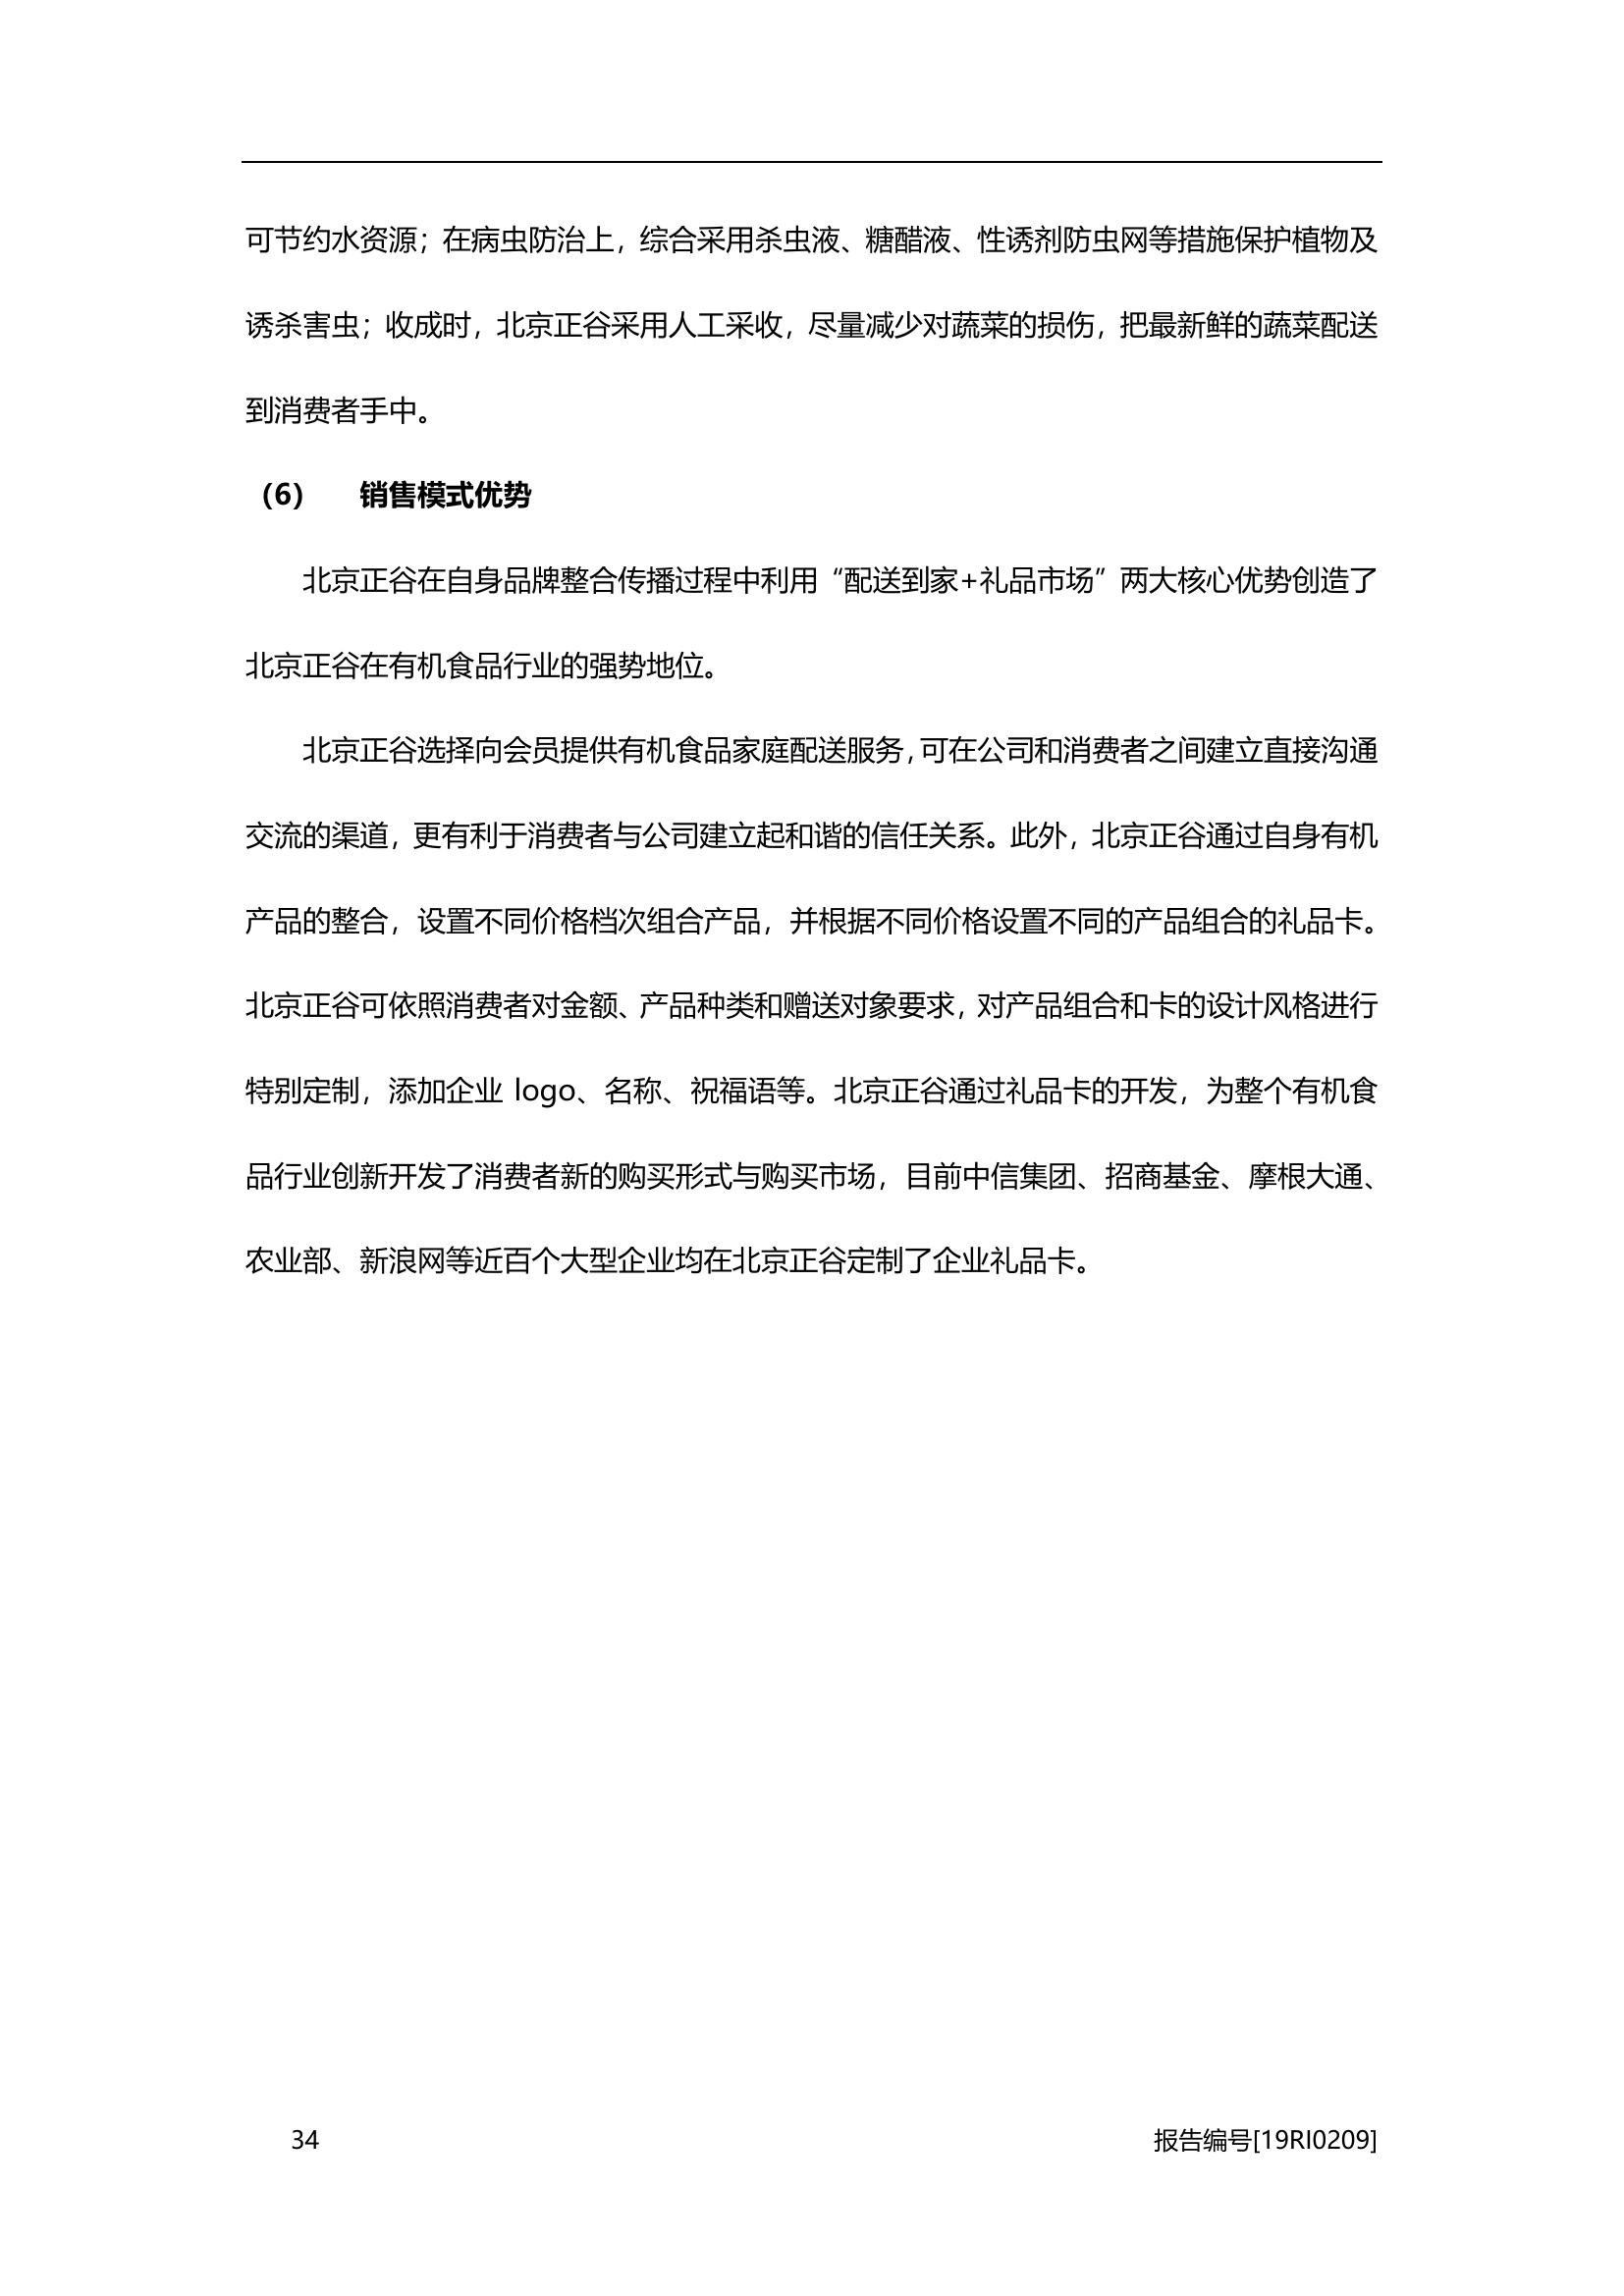 可节约水资源；在病虫防治上，综合采用杀虫液、糖醋液、性诱剂防虫网等措施保护植物及
诱杀害虫；收成时，北京正谷采用人工采收，尽量减少对蔬菜的损伤，把最新鲜的蔬菜配送
到消费者手中。
（6） 销售模式优势
北京正谷在自身品牌整合传播过程中利用“配送到家+礼品市场”两大核心优势创造了
北京正谷在有机食品行业的强势地位。
北京正谷选择向会员提供有机食品家庭配送服务，可在公司和消费者之间建立直接沟通
交流的渠道，更有利于消费者与公司建立起和谐的信任关系。此外，北京正谷通过自身有机
产品的整合，设置不同价格档次组合产品，并根据不同价格设置不同的产品组合的礼品卡。
北京正谷可依照消费者对金额、产品种类和赠送对象要求，对产品组合和卡的设计风格进行
特别定制，添加企业 logo、名称、祝福语等。北京正谷通过礼品卡的开发，为整个有机食
品行业创新开发了消费者新的购买形式与购买市场，目前中信集团、招商基金、摩根大通、
农业部、新浪网等近百个大型企业均在北京正谷定制了企业礼品卡。
34 报告编号[19RI0209]